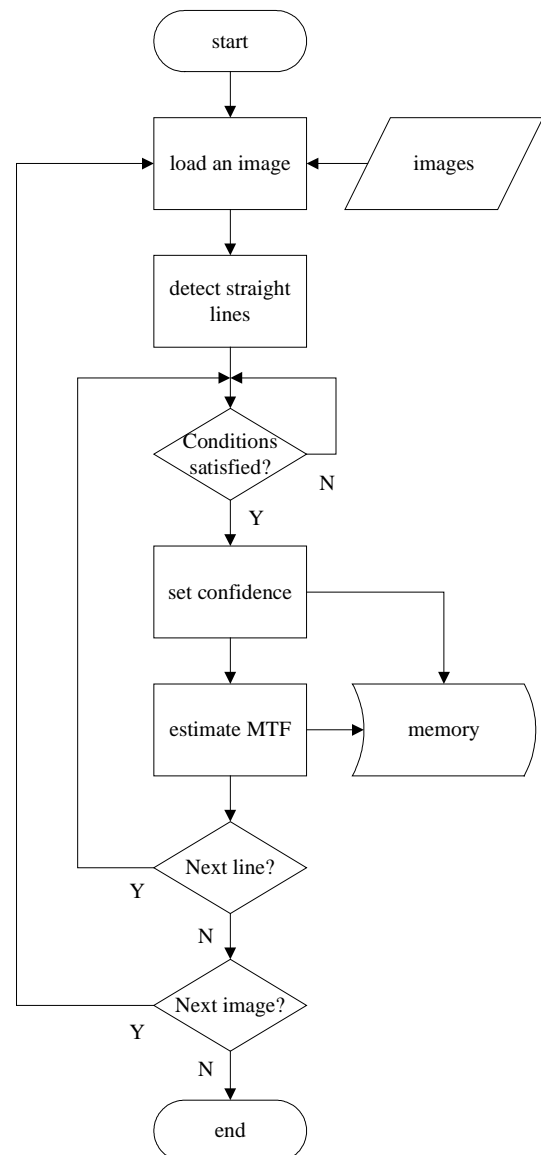 start
load an image
images
detect straight
lines
Conditions
satisfied?
N
Y
set confidence
estimate MTF
memory
Next line?
Y
N
Next image?
Y
N
end